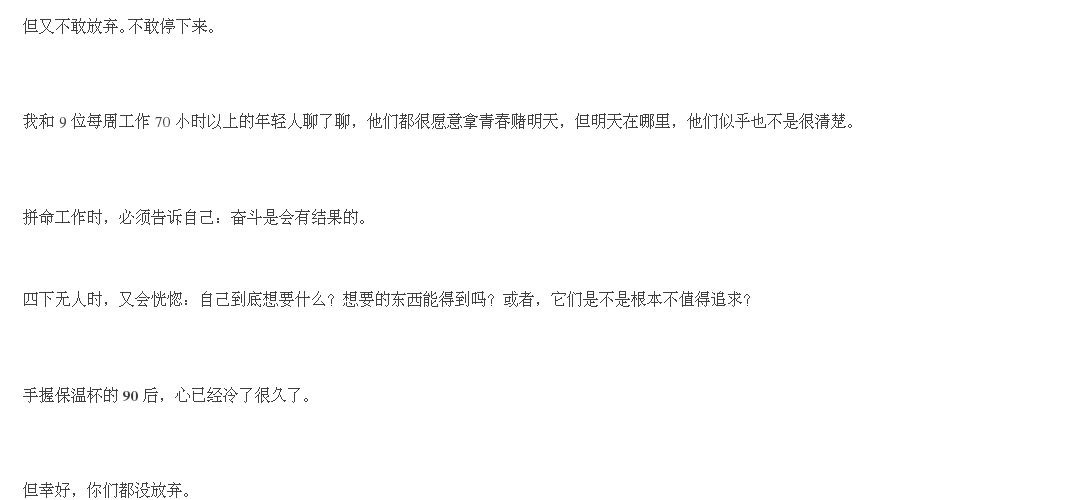 但又不敢放弃。不敢停下来。
我和 9 位每周工作 70 小时以上的年轻人聊了聊，他们都很愿意拿青春赌明天，但明天在哪里，他们似乎也不是很清楚。
拼命工作时，必须告诉自己：奋斗是会有结果的。
四下无人时，又会恍惚：自己到底想要什么？想要的东西能得到吗？或者，它们是不是根本不值得追求？
手握保温杯的 90 后，心已经冷了很久了。
但幸好，你们都没放弃。